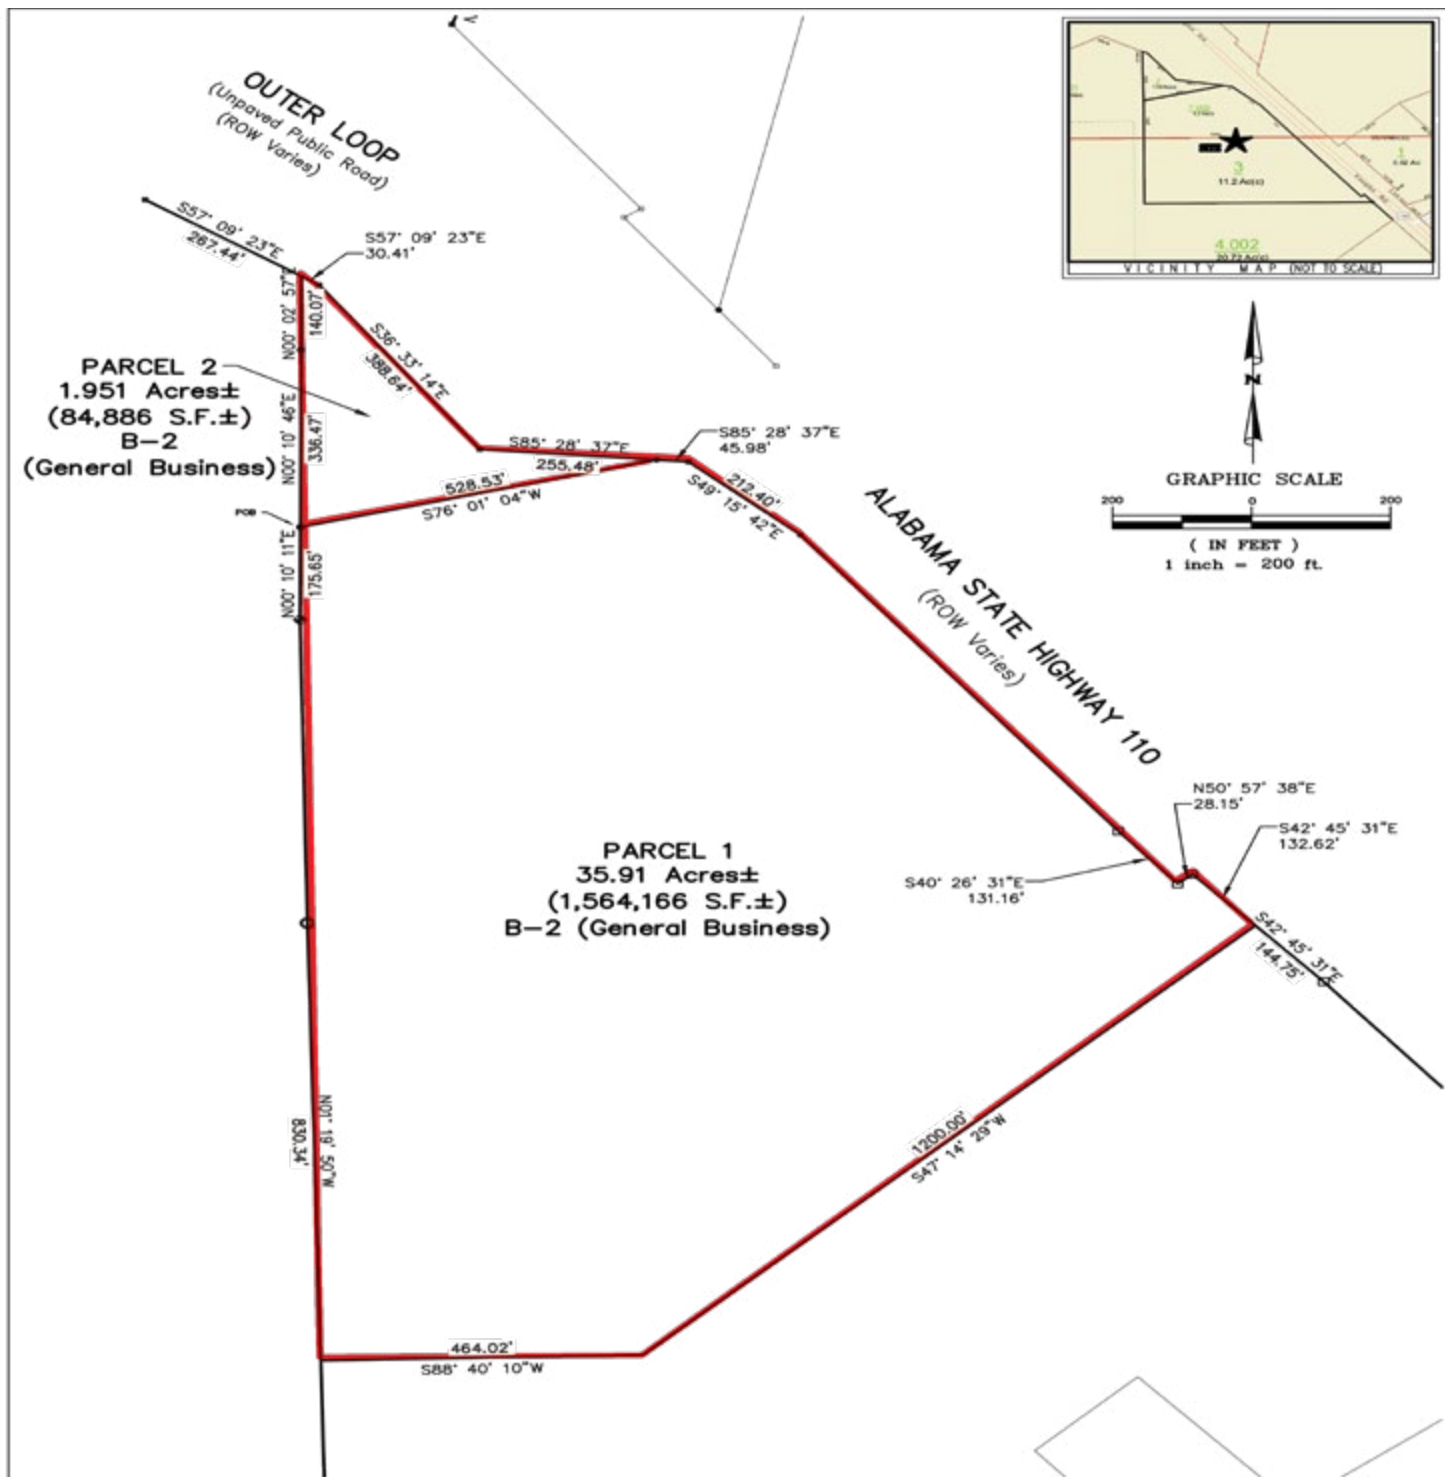 OUTER LOOP
(Unpaved Public Road)
(ROW Varies)
S57° 09' 23"E
267.44'
S57° 09' 23"E
30.41'
N00° 02' 57"E
140.07'
S36° 33' 14"E
388.64'
PARCEL 2
1.951 Acres±
(84,886 S.F.±)
B-2
(General Business)
N00° 10' 46"E
336.47'
S85° 28' 37"E
255.48'
S85° 28' 37"E
45.98'
528.53'
S76° 01' 04"W
212.40'
S49° 15' 42"E
POB
N00° 10' 11"E
175.65'
3
11.2 Ac(c)
4.002
20.72 Ac(c)
1
VICINITY MAP (NOT TO SCALE)
N
GRAPHIC SCALE
200
0
200
( IN FEET )
1 inch = 200 ft.
ALABAMA STATE HIGHWAY 110
(ROW Varies)
N50° 57' 38"E
28.15'
S42° 45' 31"E
132.62'
S40° 26' 31"E
131.16'
PARCEL 1
35.91 Acres±
(1,564,166 S.F.±)
B-2 (General Business)
S42° 45' 31"E
144.75'
N01° 19' 50"W
830.34'
1200.00'
S47° 14' 29"W
464.02'
S88° 40' 10"W